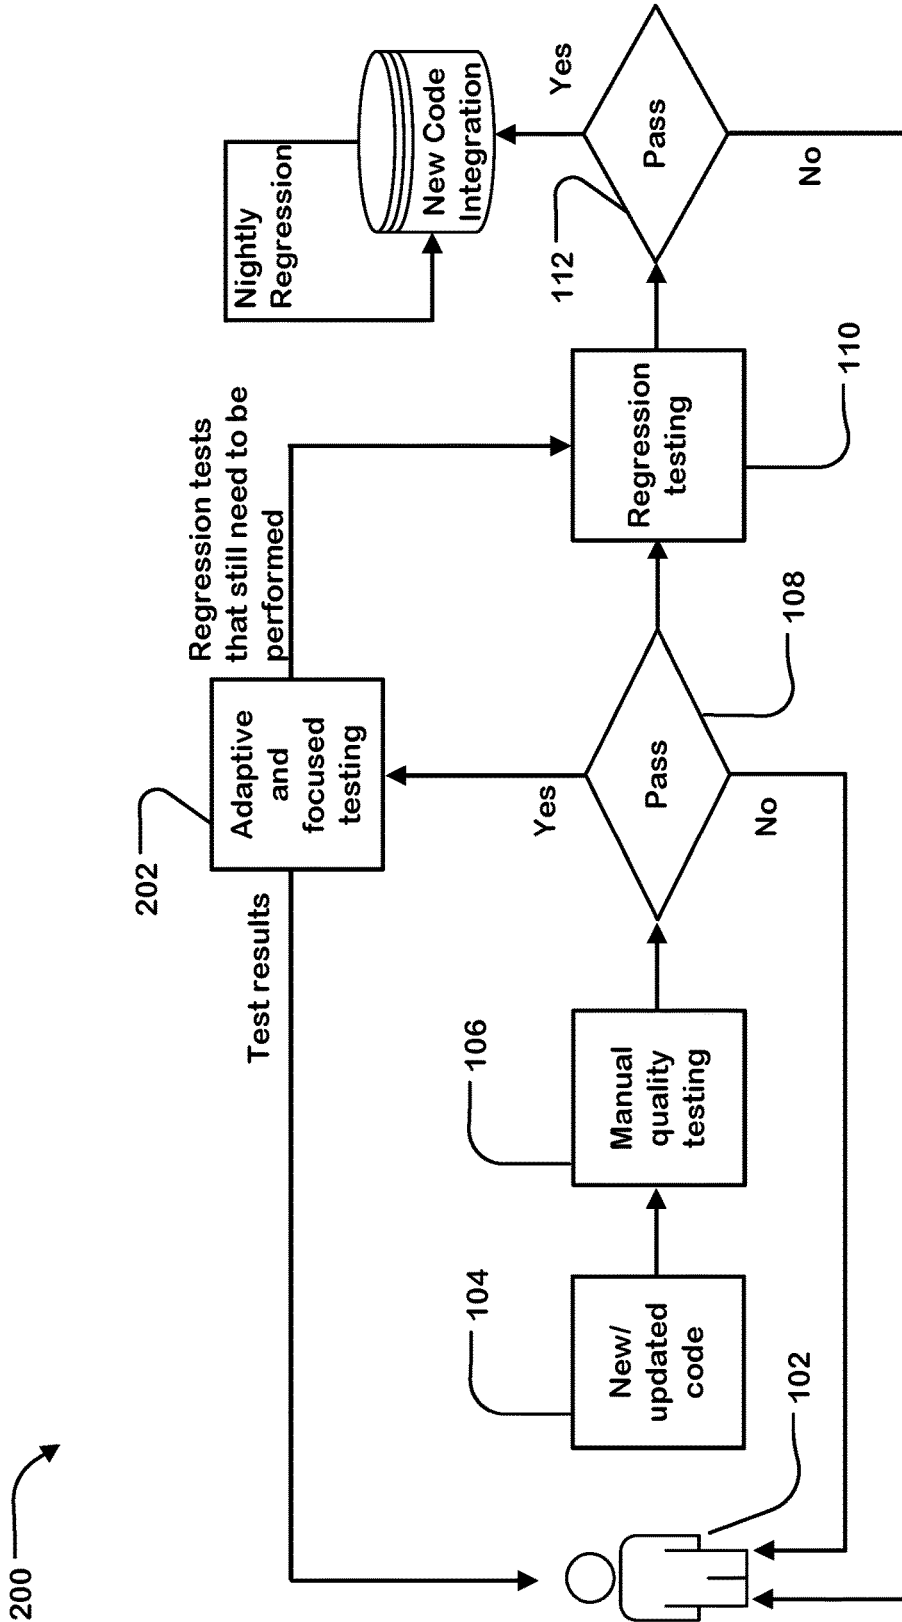 200
202
Adaptive
and
focused
testing
Test results
Regression tests
that still need to be
performed
Nightly
Regression
New Code
Integration
102
104
New/
updated
code
106
Manual
quality
testing
Pass
Yes
No
108
Regression
testing
110
112
Pass
Yes
No